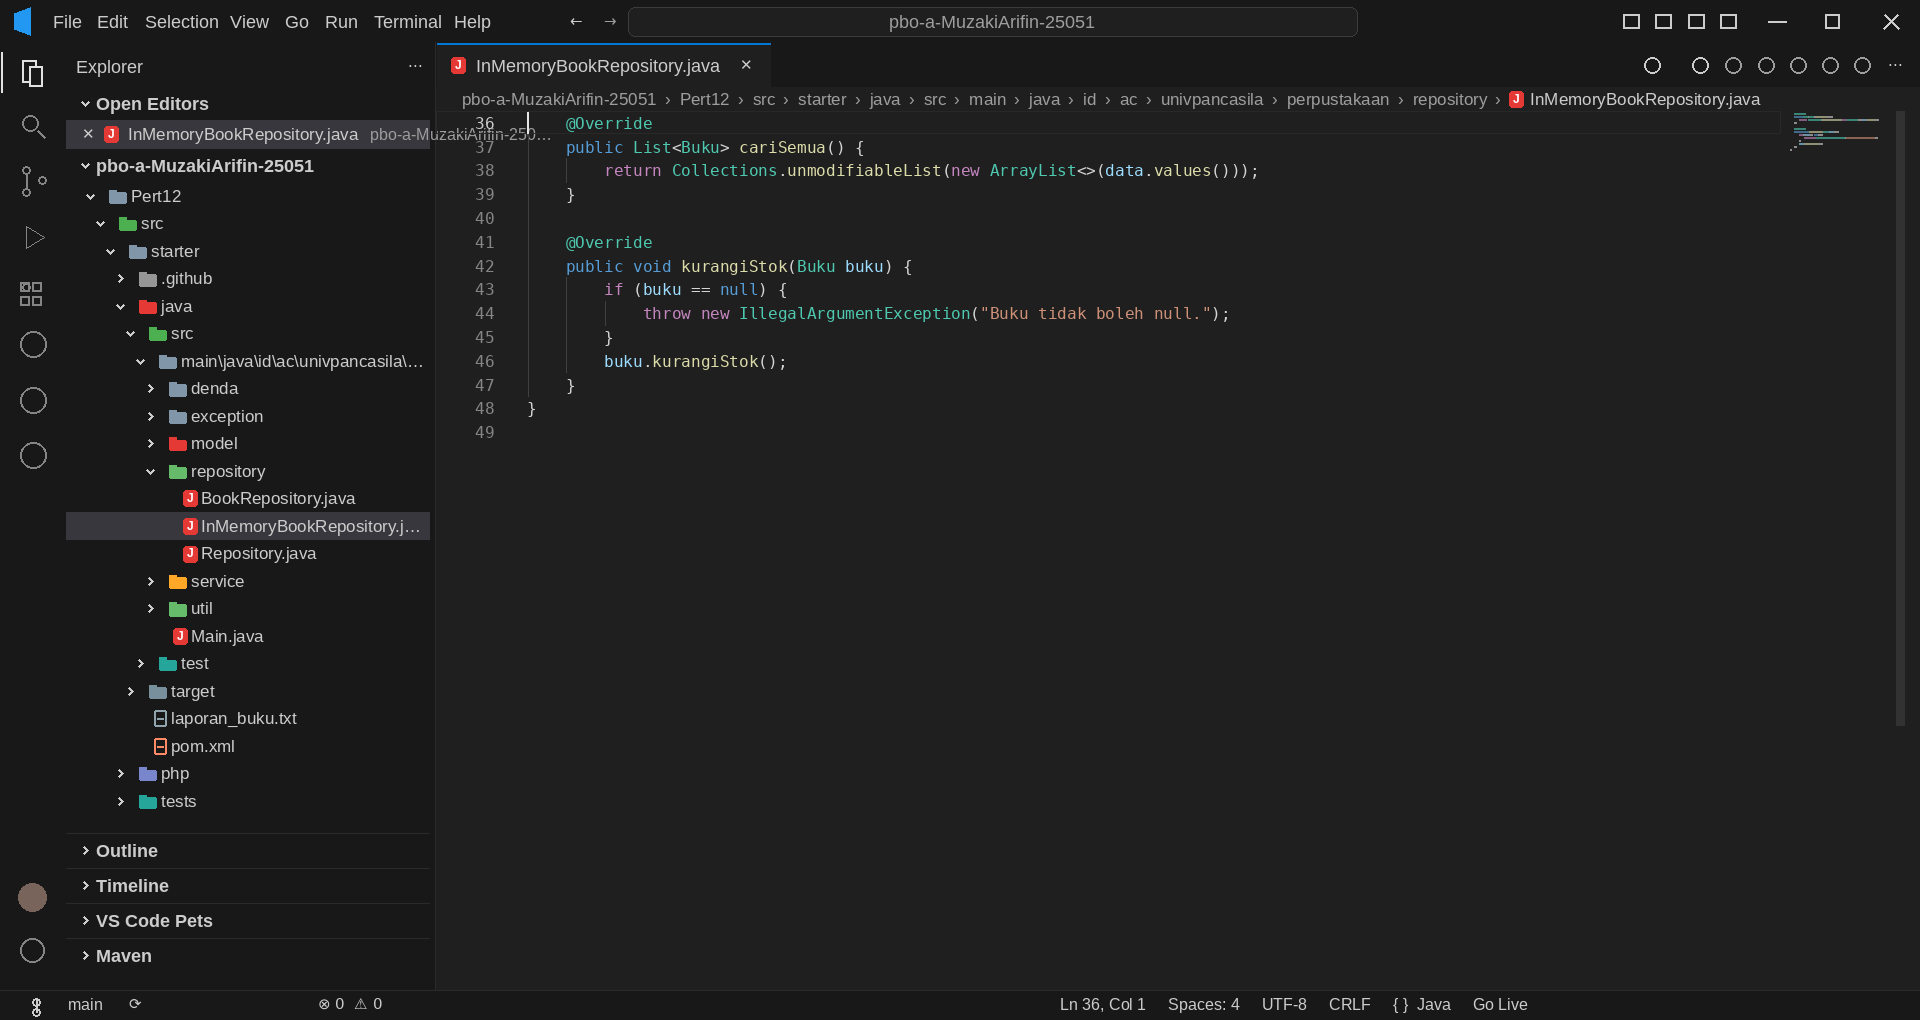 File Edit Selection View Go Run Terminal Help ← → pbo-a-MuzakiArifin-25051
Explorer ···
Open Editors
× J InMemoryBookRepository.java pbo-a-MuzakiArifin-250…
pbo-a-MuzakiArifin-25051
Pert12
src
starter
.github
java
src
main\java\id\ac\univpancasila\…
denda
exception
model
repository
J BookRepository.java
J InMemoryBookRepository.j…
J Repository.java
service
util
J Main.java
test
target
laporan_buku.txt
pom.xml
php
tests
Outline
Timeline
VS Code Pets
Maven
J InMemoryBookRepository.java × ···
pbo-a-MuzakiArifin-25051 › Pert12 › src › starter › java › src › main › java › id › ac › univpancasila › perpustakaan › repository › J InMemoryBookRepository.java
36 @Override
37 public List<Buku> cariSemua() {
38 return Collections.unmodifiableList(new ArrayList<>(data.values()));
39 }
40
41 @Override
42 public void kurangiStok(Buku buku) {
43 if (buku == null) {
44 throw new IllegalArgumentException("Buku tidak boleh null.");
45 }
46 buku.kurangiStok();
47 }
48 }
49
main ⟳ ⊗ 0 ⚠ 0 Ln 36, Col 1 Spaces: 4 UTF-8 CRLF { } Java Go Live